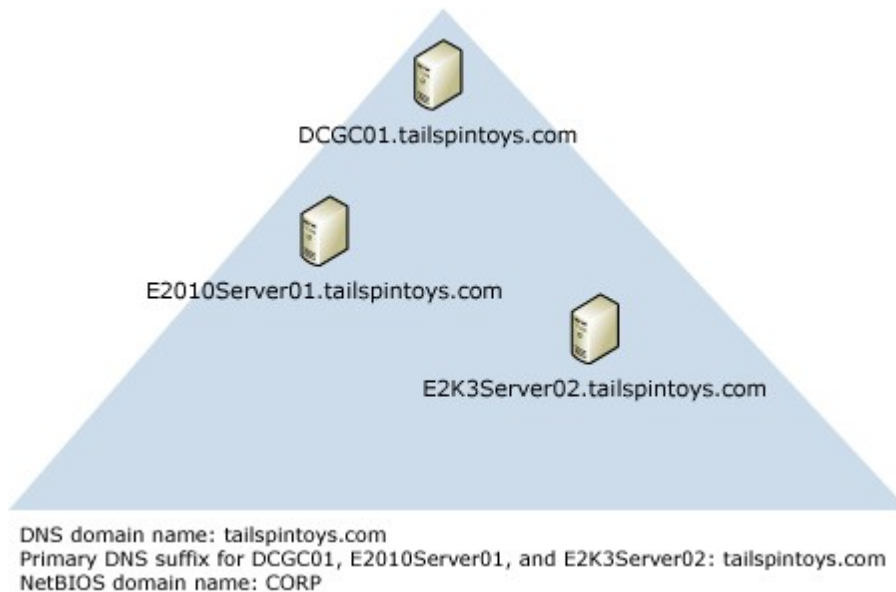 DCGC01.tailspintoys.com
E2010Server01.tailspintoys.com
E2K3Server02.tailspintoys.com
DNS domain name: tailspintoys.com
Primary DNS suffix for DCGC01, E2010Server01, and E2K3Server02: tailspintoys.com
NetBIOS domain name: CORP